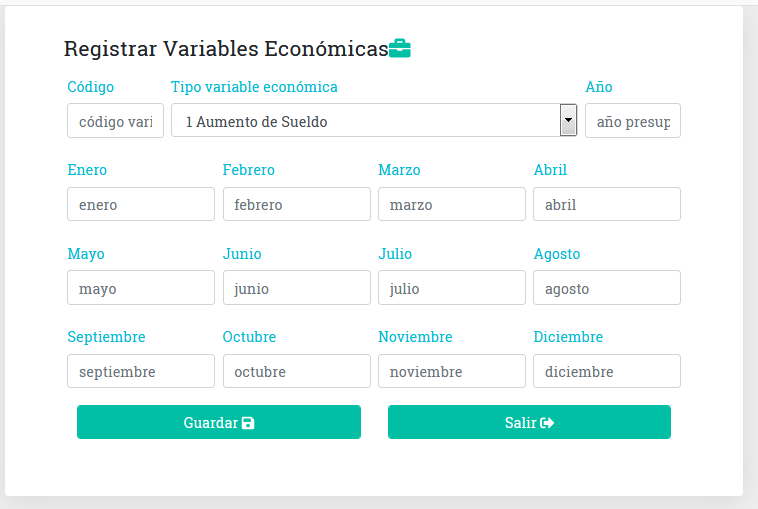 Registrar Variables Económicas
Código Tipo variable económica Año
código vari 1 Aumento de Sueldo año presup
Enero Febrero Marzo Abril
enero febrero marzo abril
Mayo Junio Julio Agosto
mayo junio julio agosto
Septiembre Octubre Noviembre Diciembre
septiembre octubre noviembre diciembre
Guardar Salir